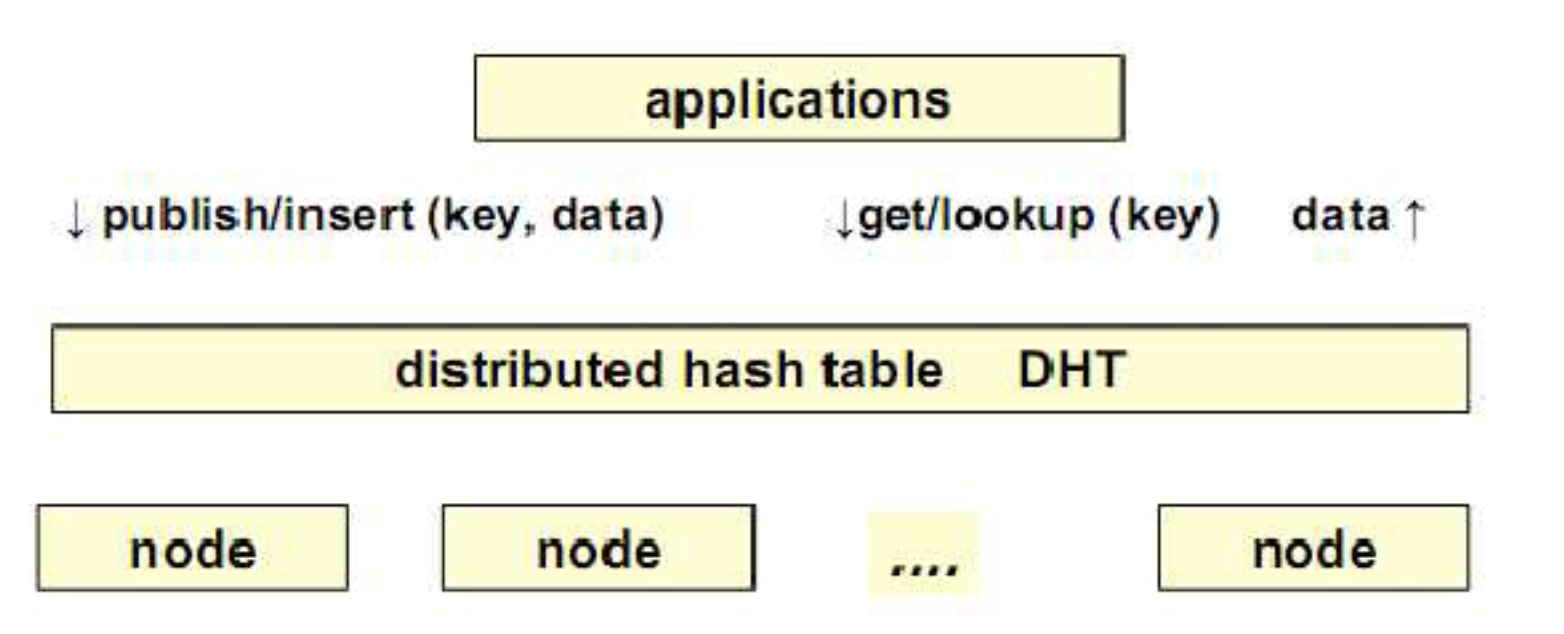 applications
↓ publish/insert (key, data) ↓get/lookup (key) data ↑
distributed hash table DHT
node node .... node